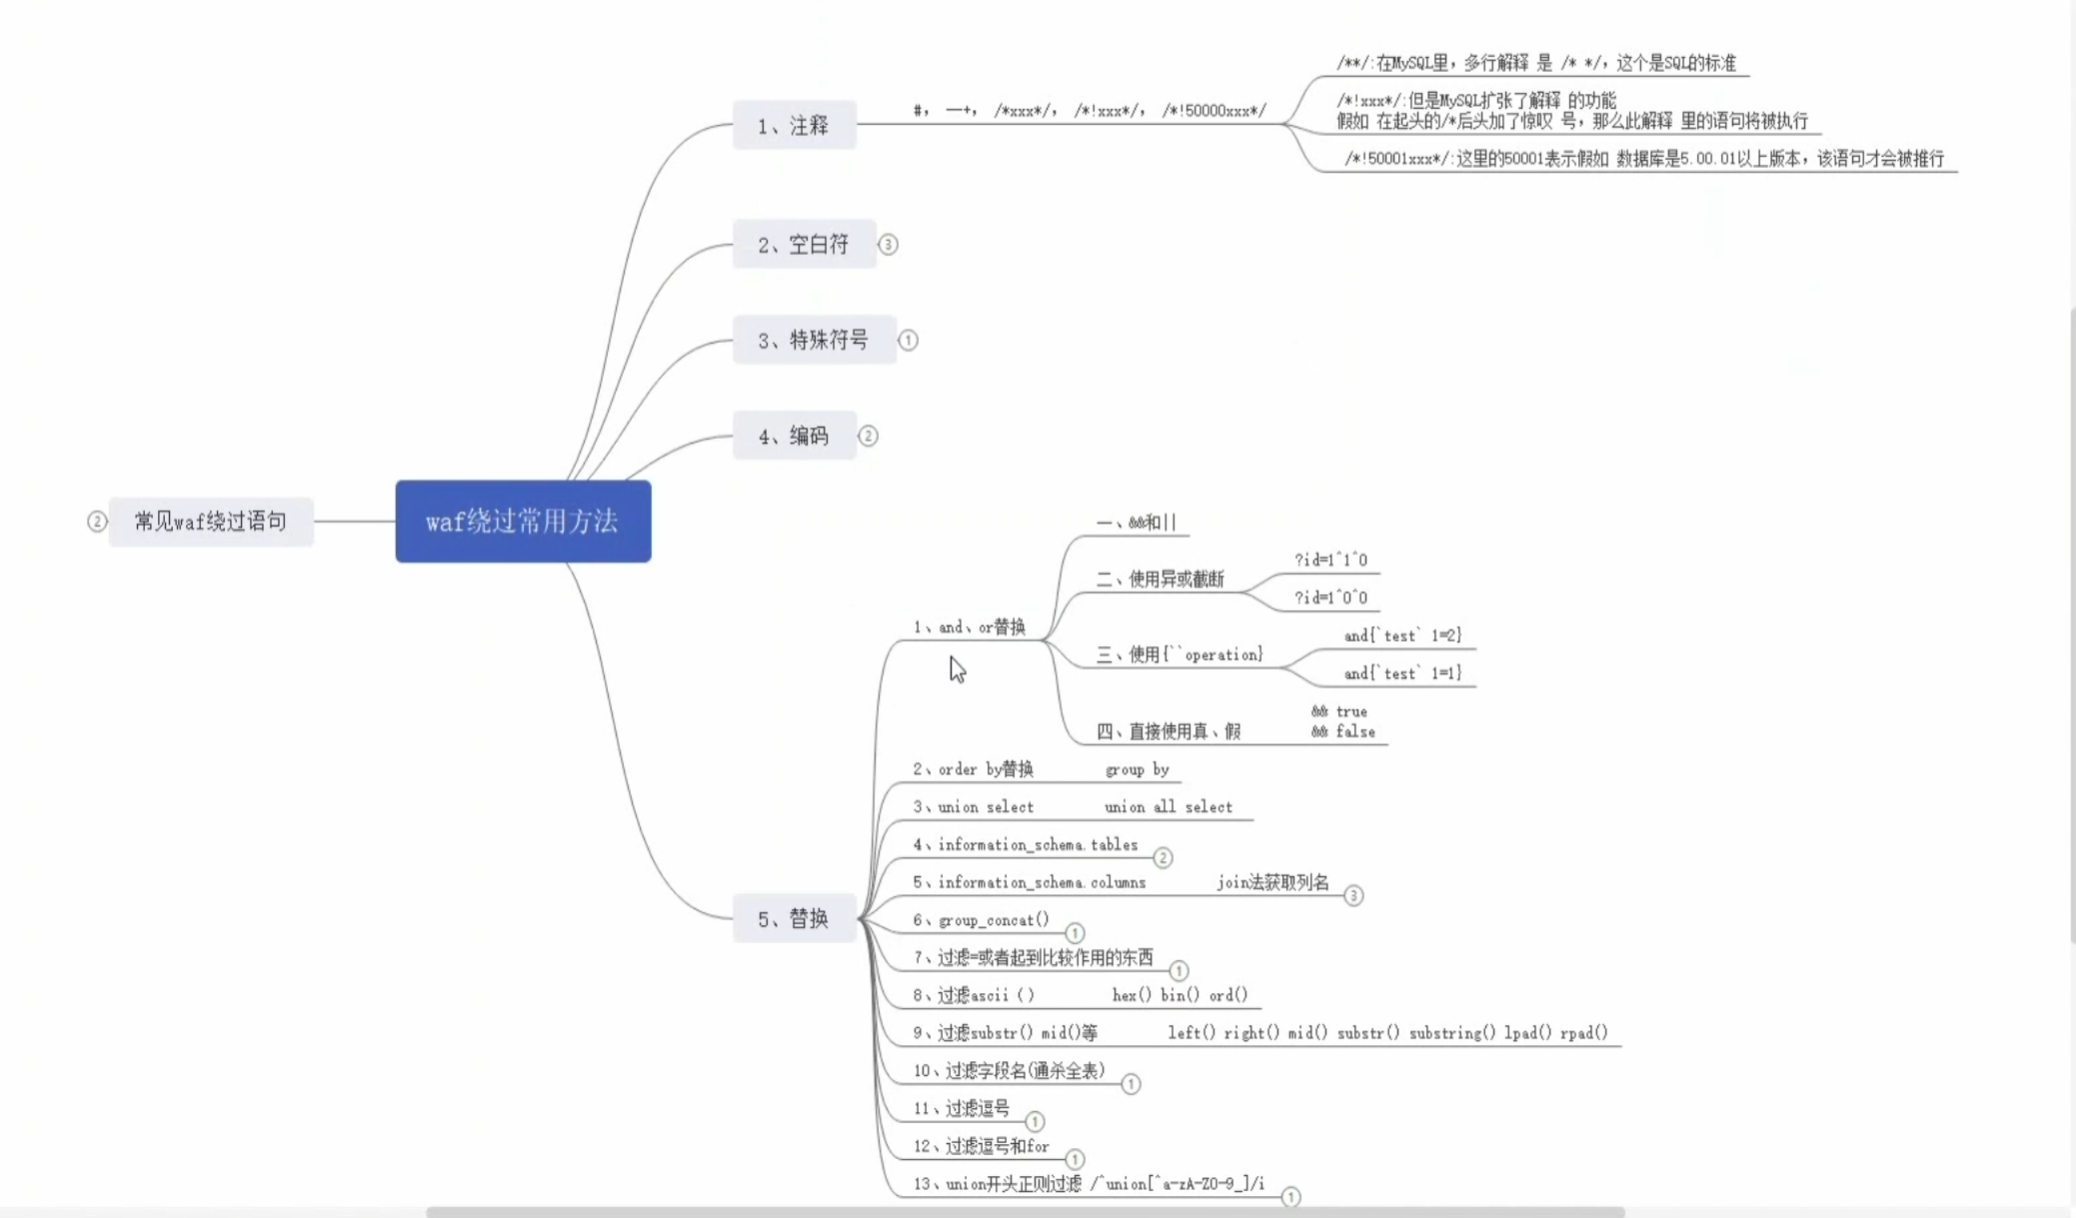 waf绕过常用方法
常见waf绕过语句
2
1、注释
#， —+， /*xxx*/， /*!xxx*/， /*!50000xxx*/
/**/:在MySQL里，多行解释 是 /* */，这个是SQL的标准
/*!xxx*/:但是MySQL扩张了解释 的功能
假如 在起头的/*后头加了惊叹 号，那么此解释 里的语句将被执行
/*!50001xxx*/:这里的50001表示假如 数据库是5.00.01以上版本，该语句才会被推行
2、空白符
3
3、特殊符号
1
4、编码
2
5、替换
1、and、or替换
一、&&和||
二、使用异或截断
?id=1^1^0
?id=1^0^0
三、使用{``operation}
and{`test` 1=2}
and{`test` 1=1}
四、直接使用真、假
&& true
&& false
2、order by替换 group by
3、union select union all select
4、information_schema.tables
2
5、information_schema.columns join法获取列名
3
6、group_concat()
1
7、过滤=或者起到比较作用的东西
1
8、过滤ascii（） hex() bin() ord()
9、过滤substr() mid()等 left() right() mid() substr() substring() lpad() rpad()
10、过滤字段名(通杀全表)
1
11、过滤逗号
1
12、过滤逗号和for
1
13、union开头正则过滤 /^union[^a-zA-Z0-9_]/i
1